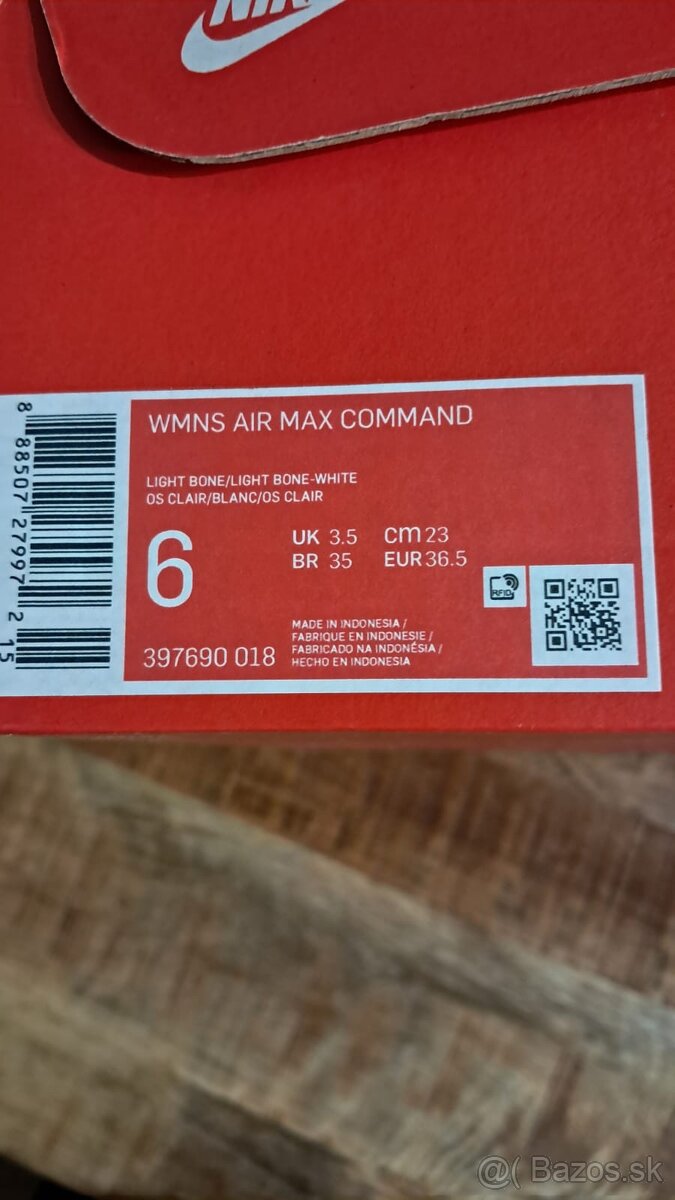 NIKE
WMNS AIR MAX COMMAND
LIGHT BONE/LIGHT BONE-WHITE
OS CLAIR/BLANC/OS CLAIR
6
UK 3.5 cm 23
BR 35 EUR 36.5
RFID
397690 018
MADE IN INDONESIA /
FABRIQUE EN INDONESIE /
FABRICADO NA INDONÉSIA /
HECHO EN INDONESIA
8 88507 27997 2 15
@( Bazos.sk